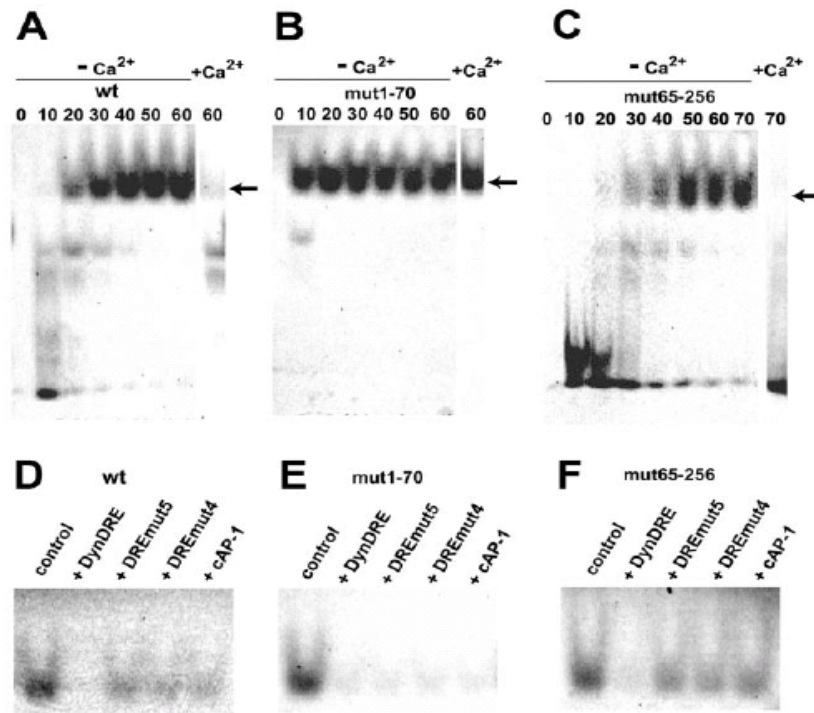 A B C
- Ca²⁺ +Ca²⁺ - Ca²⁺ +Ca²⁺ - Ca²⁺ +Ca²⁺
wt mut1-70 mut65-256
0 10 20 30 40 50 60 60 0 10 20 30 40 50 60 60 0 10 20 30 40 50 60 70 70
D wt E mut1-70 F mut65-256
control + DynDRE + DREmut5 + DREmut4 + cAP-1 control + DynDRE + DREmut5 + DREmut4 + cAP-1 control + DynDRE + DREmut5 + DREmut4 + cAP-1